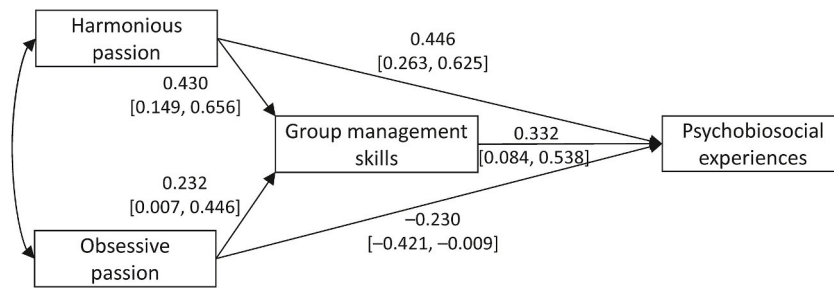 Harmonious
passion
0.446
[0.263, 0.625]
0.430
[0.149, 0.656]
Group management
skills
0.332
[0.084, 0.538]
Psychobiosocial
experiences
0.232
[0.007, 0.446]
−0.230
[−0.421, −0.009]
Obsessive
passion